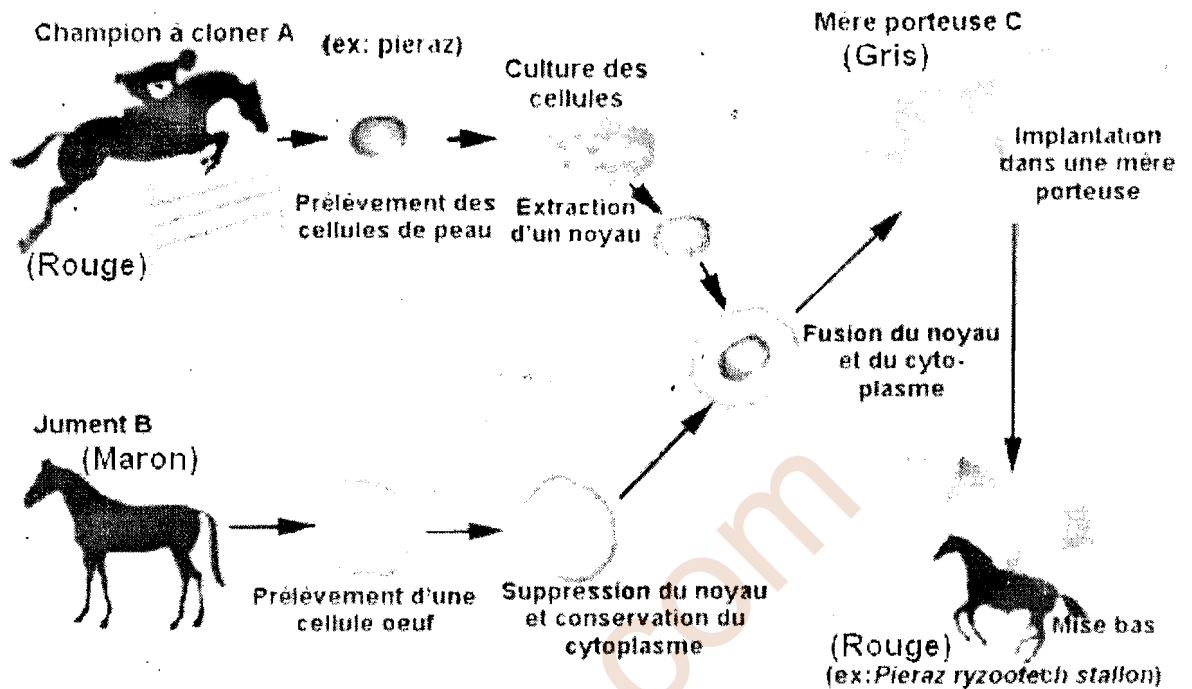 Champion à cloner A
(ex: pieraz)
(Rouge)
Prélèvement des
cellules de peau
Culture des
cellules
Extraction
d'un noyau
Mère porteuse C
(Gris)
Implantation
dans une mère
porteuse
Fusion du noyau
et du cyto-
plasme
Jument B
(Maron)
Prélèvement d'une
cellule oeuf
Suppression du noyau
et conservation du
cytoplasme
Mise bas
(Rouge)
(ex:Pieraz ryzootech stallon)
com